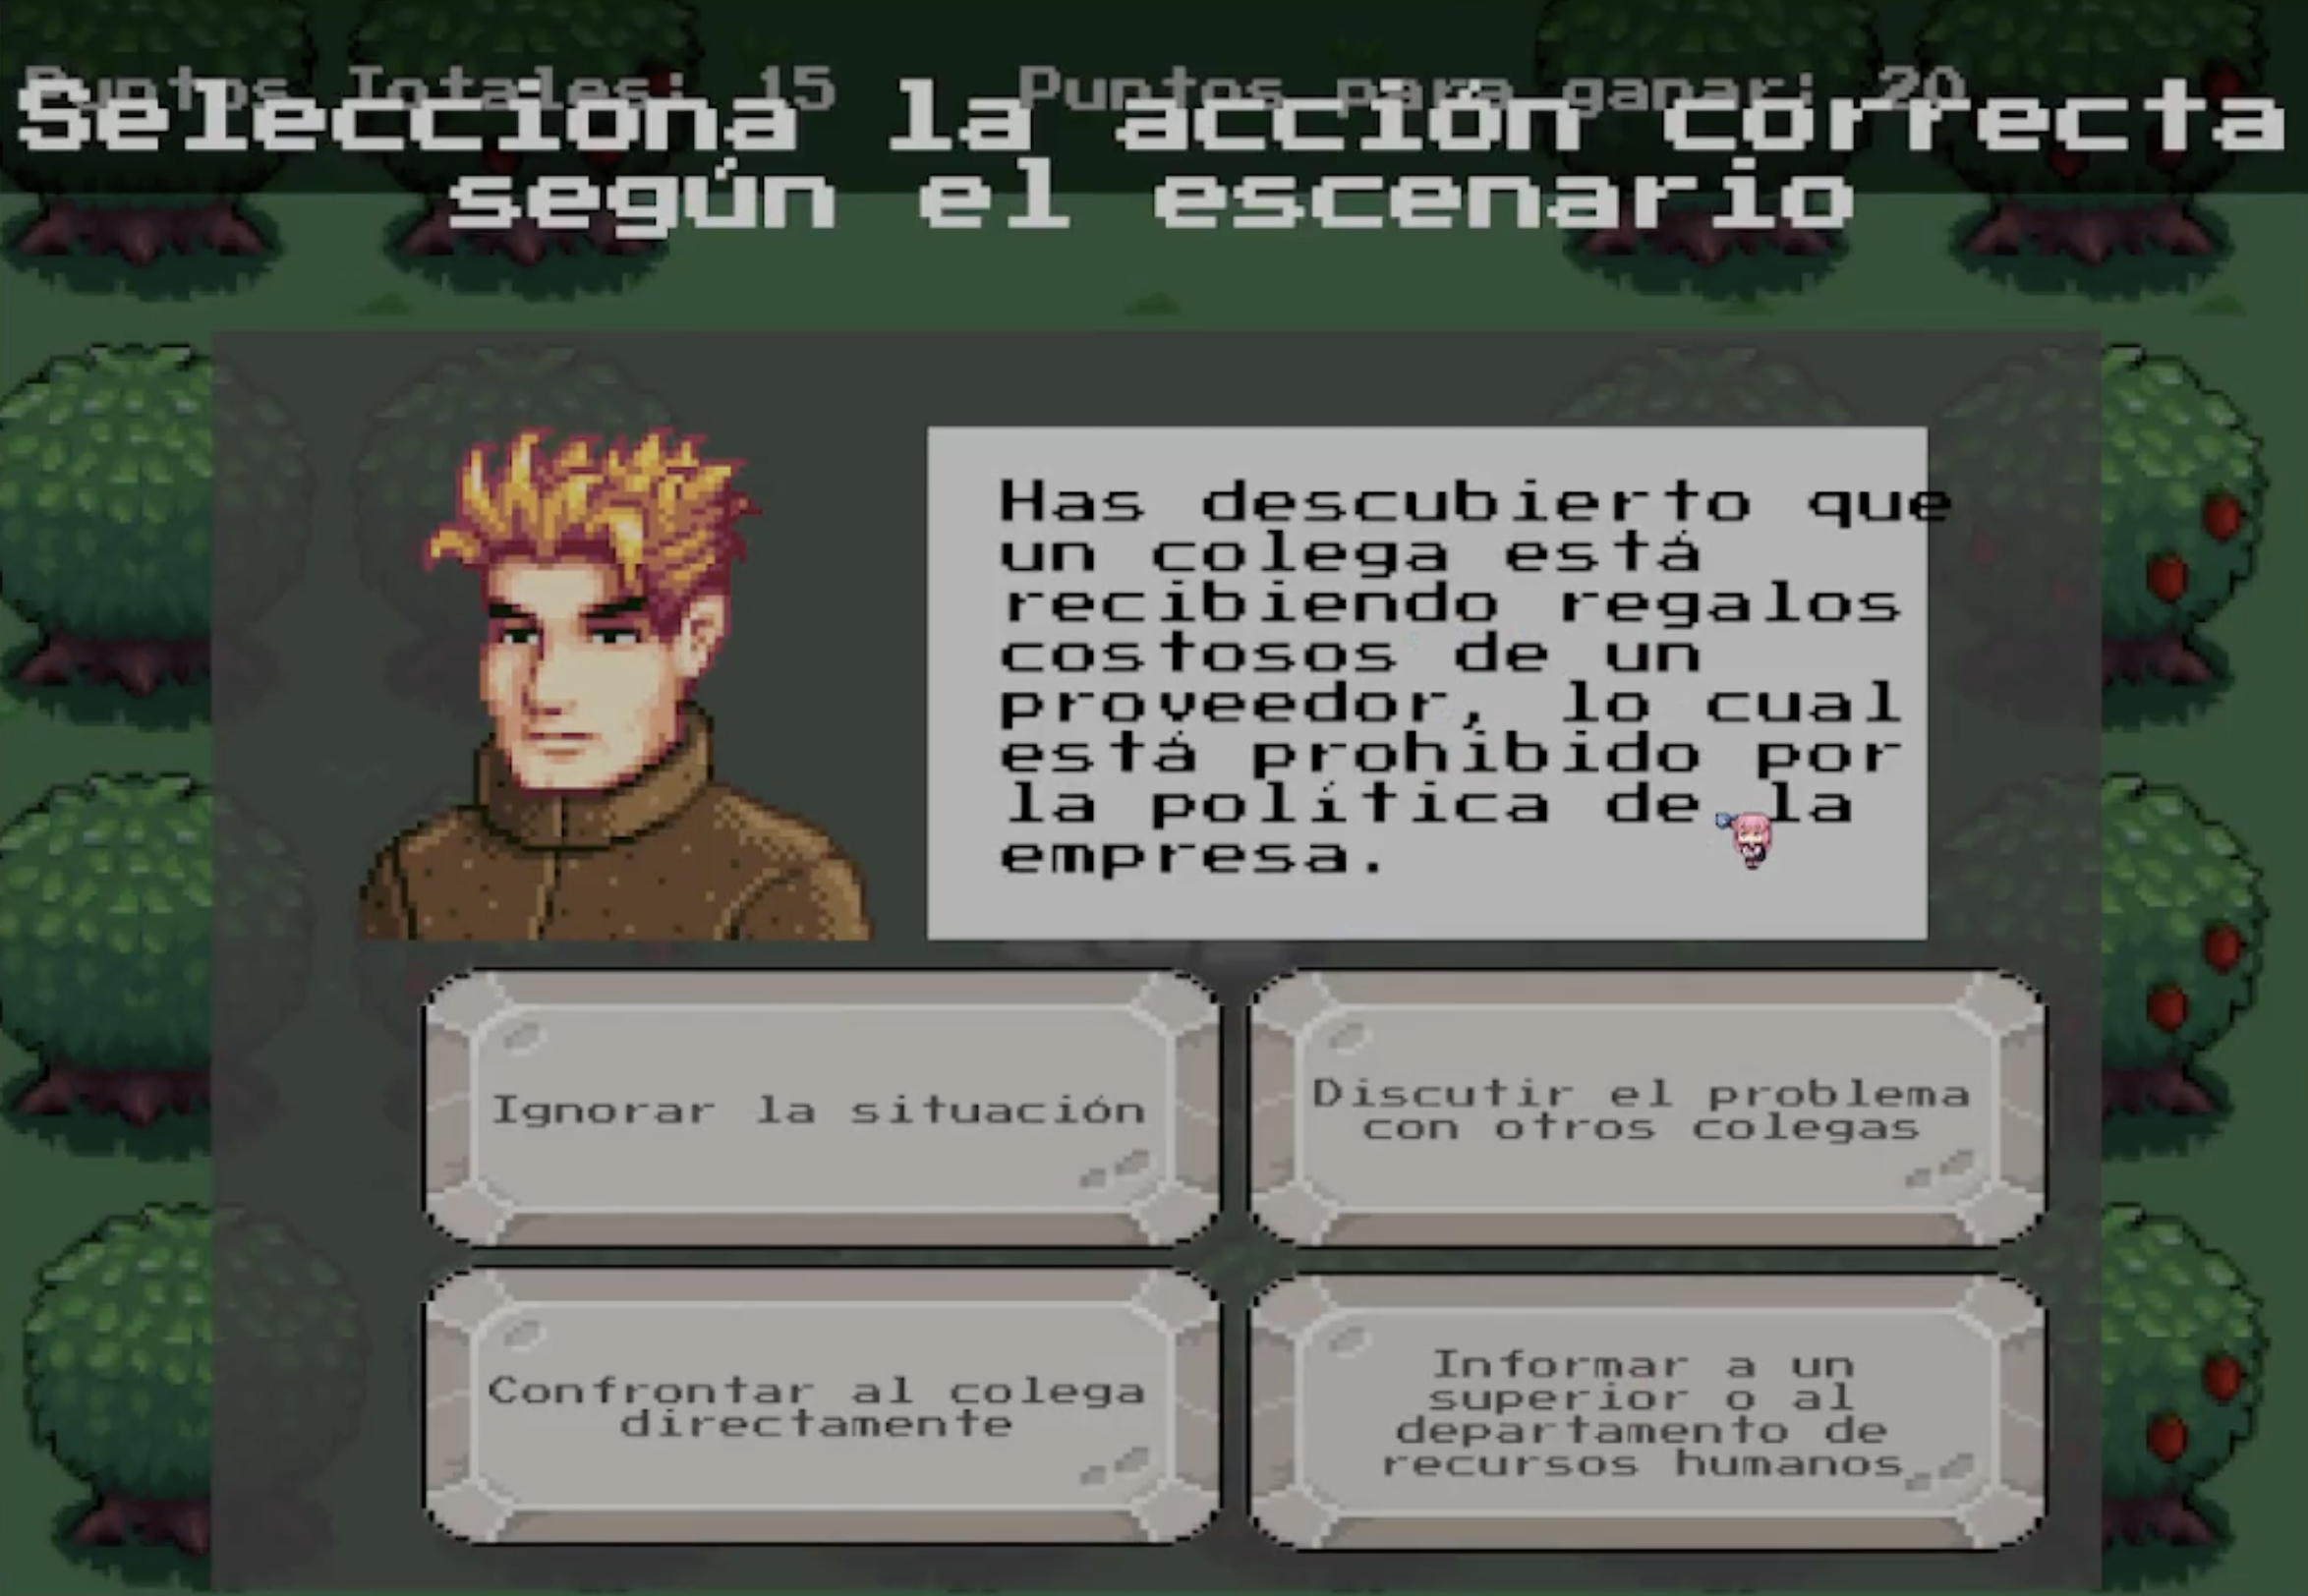 Puntos Totales: 15 Puntos para ganar: 20
Selecciona la acción correcta
según el escenario
Has descubierto que
un colega está
recibiendo regalos
costosos de un
proveedor, lo cual
está prohibido por
la política de la
empresa.
Ignorar la situación
Discutir el problema
con otros colegas
Confrontar al colega
directamente
Informar a un
superior o al
departamento de
recursos humanos